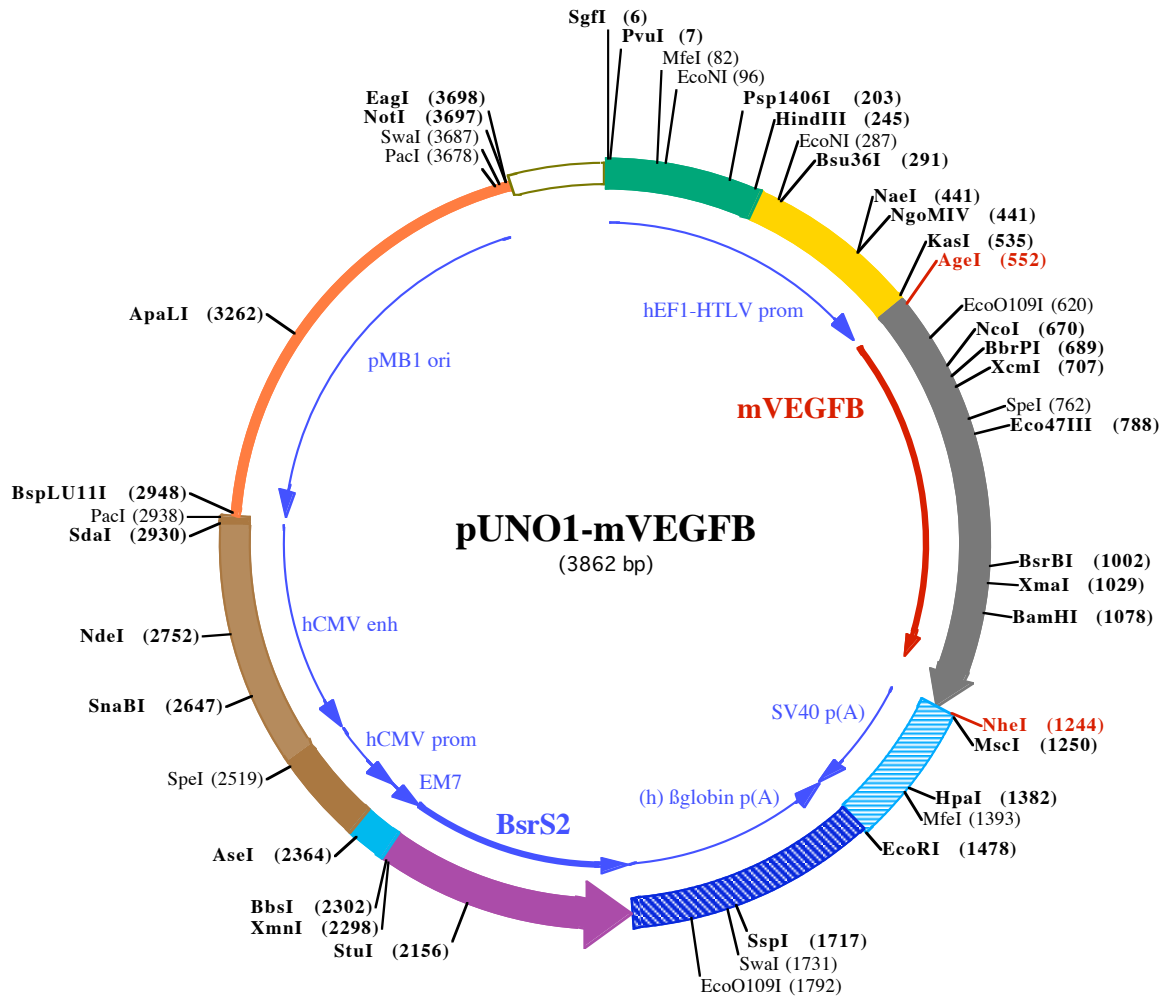 SgfI (6)
PvuI (7)
MfeI (82)
EcoNI (96)
Psp1406I (203)
HindIII (245)
EcoNI (287)
Bsu36I (291)
NaeI (441)
NgoMIV (441)
KasI (535)
AgeI (552)
EcoO109I (620)
NcoI (670)
BbrPI (689)
XcmI (707)
SpeI (762)
Eco47III (788)
BsrBI (1002)
XmaI (1029)
BamHI (1078)
NheI (1244)
MscI (1250)
HpaI (1382)
MfeI (1393)
EcoRI (1478)
SspI (1717)
SwaI (1731)
EcoO109I (1792)
StuI (2156)
XmnI (2298)
BbsI (2302)
AseI (2364)
SpeI (2519)
SnaBI (2647)
NdeI (2752)
SdaI (2930)
PacI (2938)
BspLU11I (2948)
ApaLI (3262)
PacI (3678)
SwaI (3687)
NotI (3697)
EagI (3698)
hEF1-HTLV prom
mVEGFB
SV40 p(A)
(h) ßglobin p(A)
BsrS2
EM7
hCMV prom
hCMV enh
pMB1 ori
pUNO1-mVEGFB
(3862 bp)